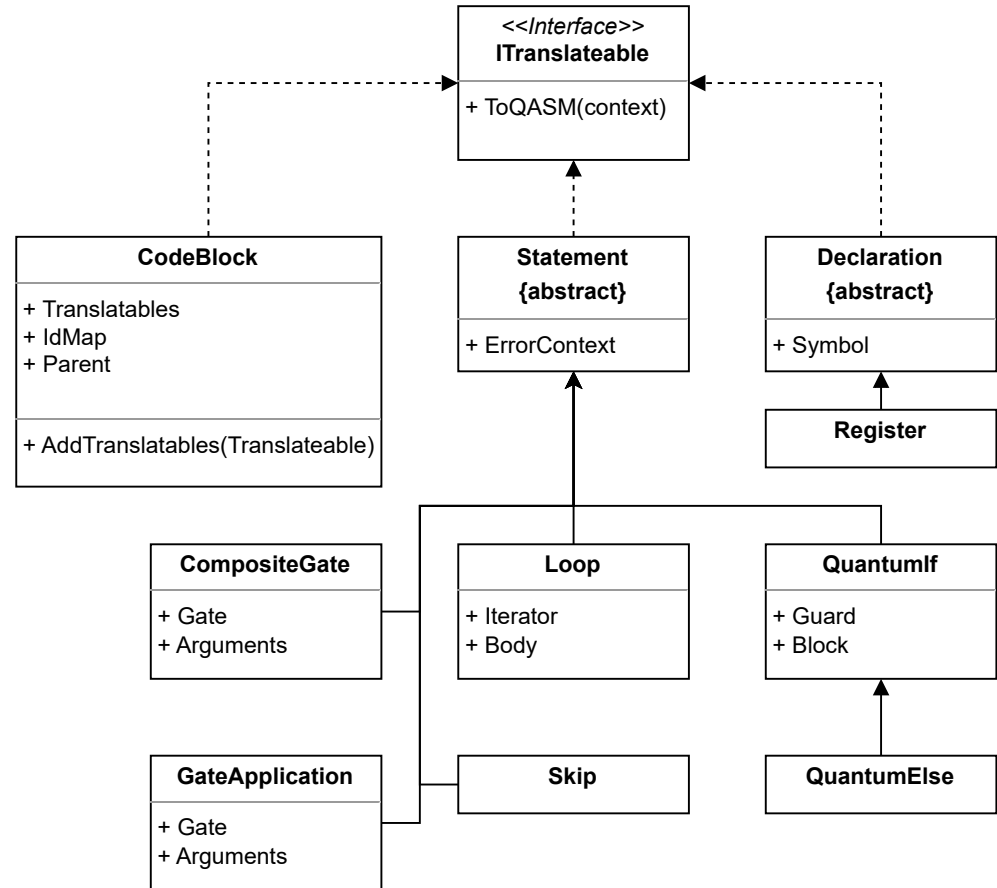 <<Interface>>
ITranslateable
+ ToQASM(context)
CodeBlock
+ Translatables
+ IdMap
+ Parent
+ AddTranslatables(Translateable)
Statement
{abstract}
+ ErrorContext
Declaration
{abstract}
+ Symbol
Register
CompositeGate
+ Gate
+ Arguments
Loop
+ Iterator
+ Body
QuantumIf
+ Guard
+ Block
GateApplication
+ Gate
+ Arguments
Skip
QuantumElse